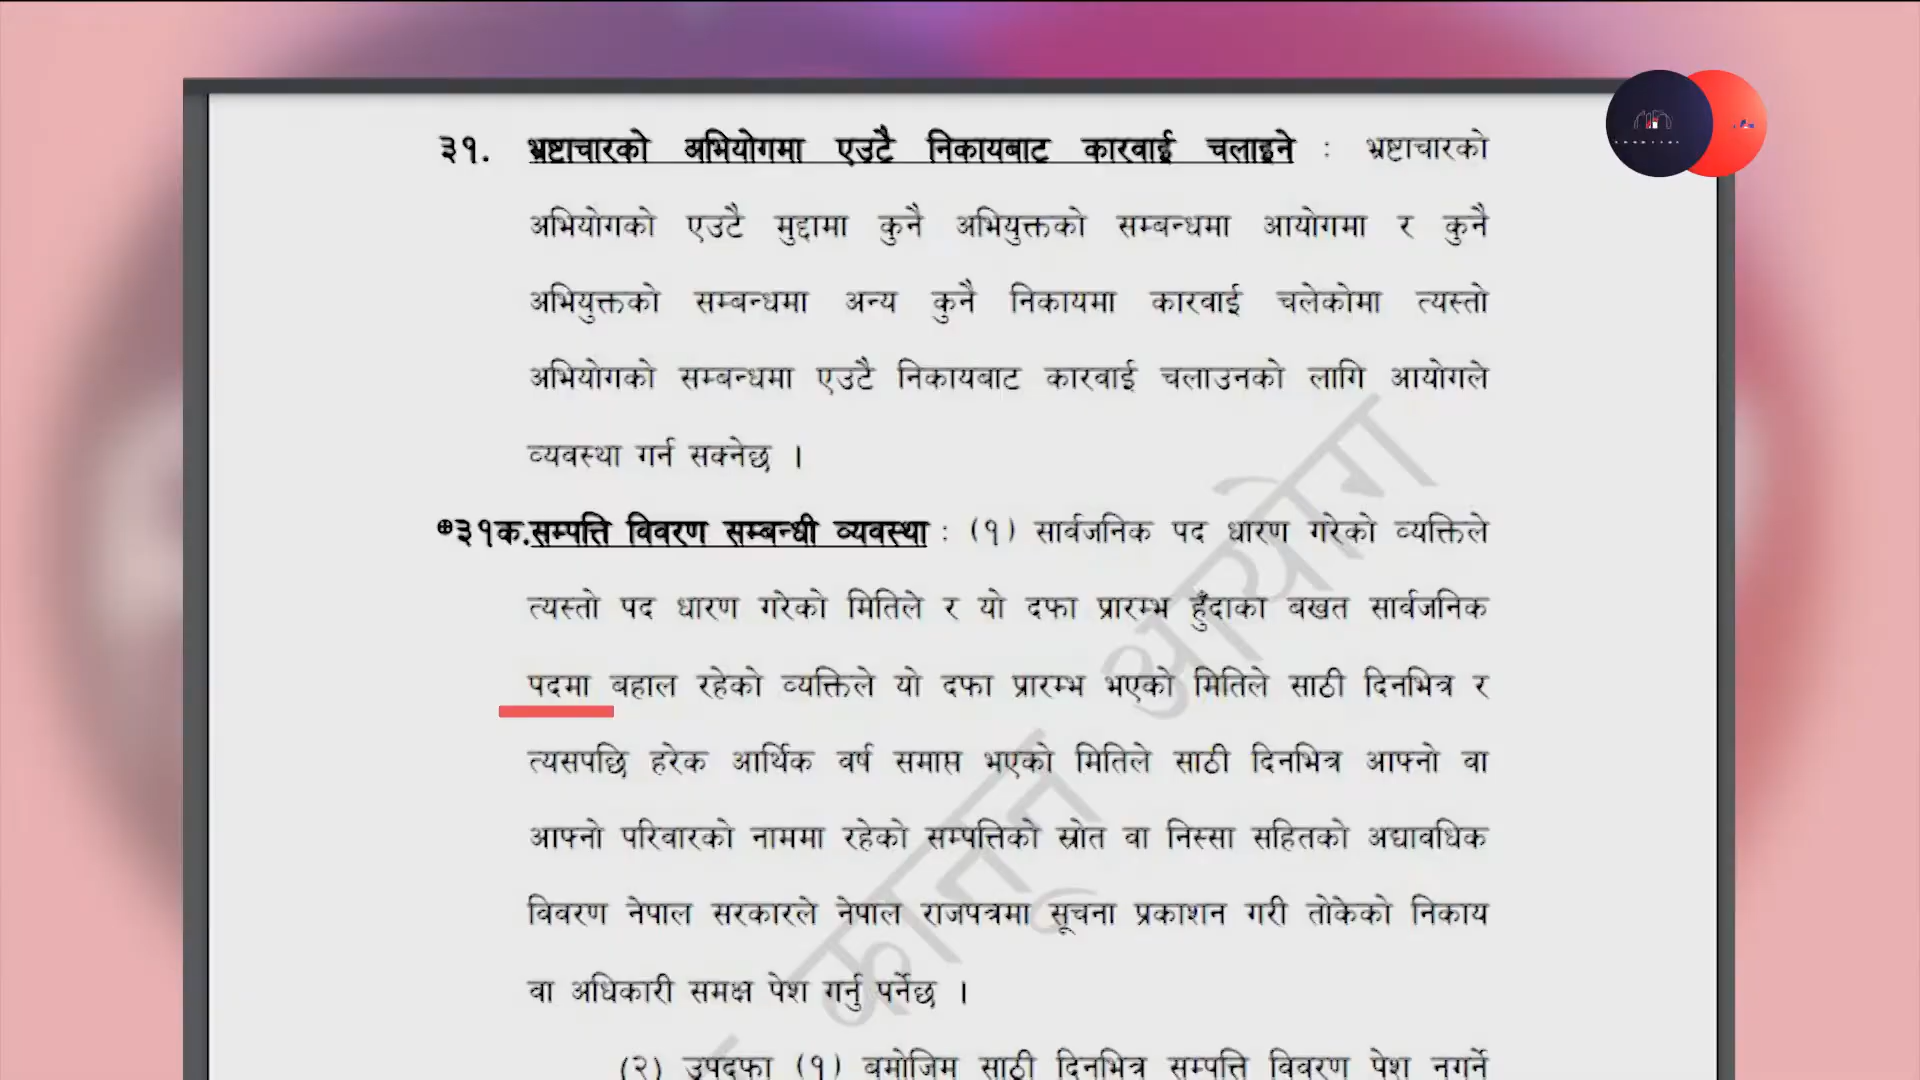 ३१. भ्रष्टाचारको अभियोगमा एउटै निकायबाट कारवाई चलाइने : भ्रष्टाचारको
अभियोगको एउटै मुद्दामा कुनै अभियुक्तको सम्बन्धमा आयोगमा र कुनै
अभियुक्तको सम्बन्धमा अन्य कुनै निकायमा कारवाई चलेकोमा त्यस्तो
अभियोगको सम्बन्धमा एउटै निकायबाट कारवाई चलाउनको लागि आयोगले
व्यवस्था गर्न सक्नेछ ।
३१क.सम्पत्ति विवरण सम्बन्धी व्यवस्था : (१) सार्वजनिक पद धारण गरेको व्यक्तिले
त्यस्तो पद धारण गरेको मितिले र यो दफा प्रारम्भ हुँदाका बखत सार्वजनिक
पदमा बहाल रहेको व्यक्तिले यो दफा प्रारम्भ भएको मितिले साठी दिनभित्र र
त्यसपछि हरेक आर्थिक वर्ष समाप्त भएको मितिले साठी दिनभित्र आफ्नो वा
आफ्नो परिवारको नाममा रहेको सम्पत्तिको स्रोत वा निस्सा सहितको अद्यावधिक
विवरण नेपाल सरकारले नेपाल राजपत्रमा सूचना प्रकाशन गरी तोकेको निकाय
वा अधिकारी समक्ष पेश गर्नु पर्नेछ ।
(२) उपदफा (१) बमोजिम साठी दिनभित्र सम्पत्ति विवरण पेश नगर्ने
कानून आयोग